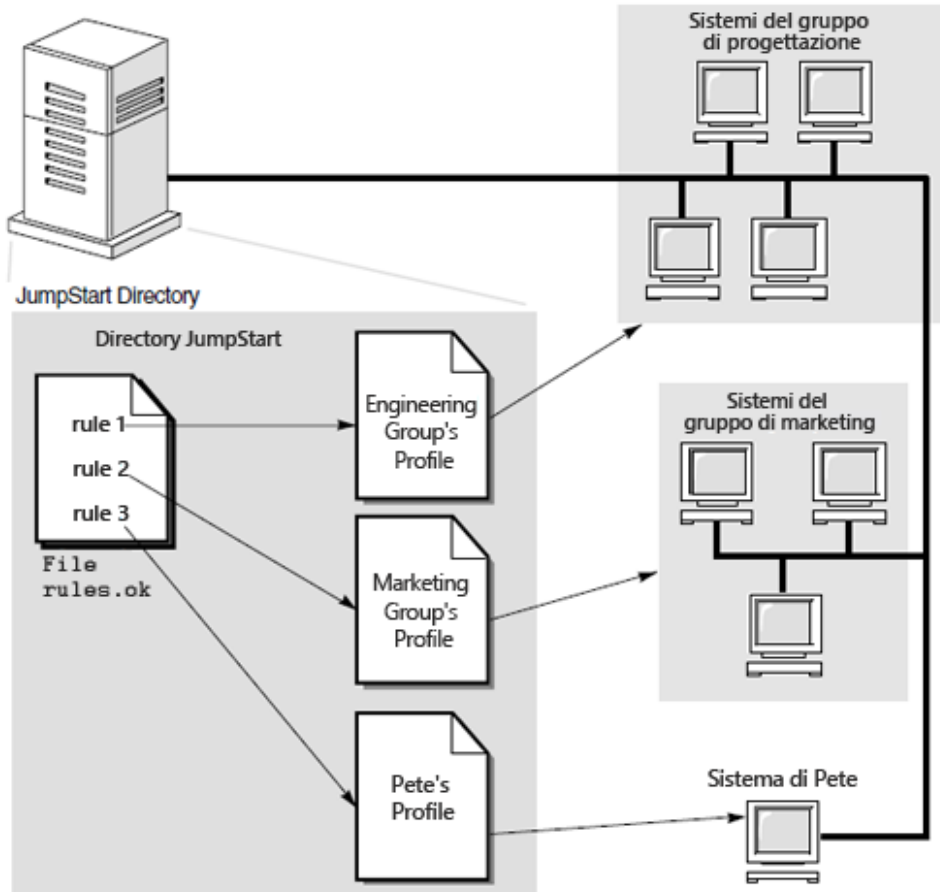 Sistemi del gruppo
di progettazione
JumpStart Directory
Directory JumpStart
rule 1
rule 2
rule 3
File
rules.ok
Engineering
Group's
Profile
Marketing
Group's
Profile
Pete's
Profile
Sistemi del
gruppo di marketing
Sistema di Pete